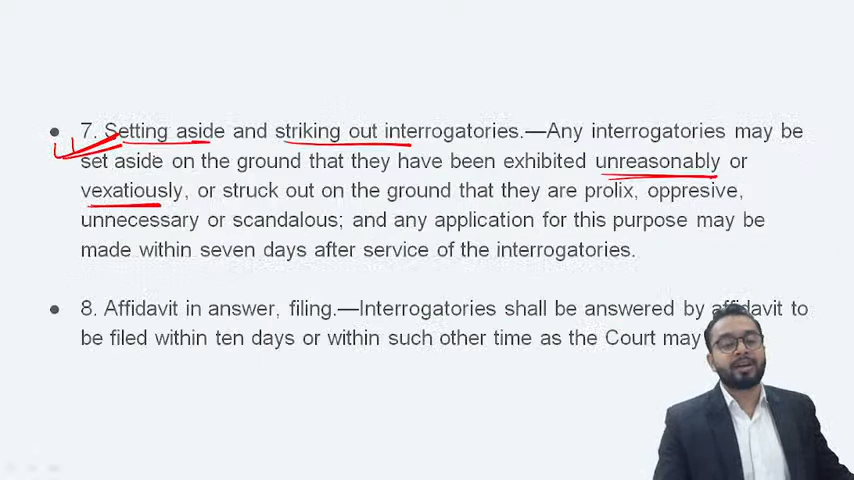 7. Setting aside and striking out interrogatories.—Any interrogatories may be
set aside on the ground that they have been exhibited unreasonably or
vexatiously, or struck out on the ground that they are prolix, oppresive,
unnecessary or scandalous; and any application for this purpose may be
made within seven days after service of the interrogatories.
8. Affidavit in answer, filing.—Interrogatories shall be answered by affidavit to
be filed within ten days or within such other time as the Court may